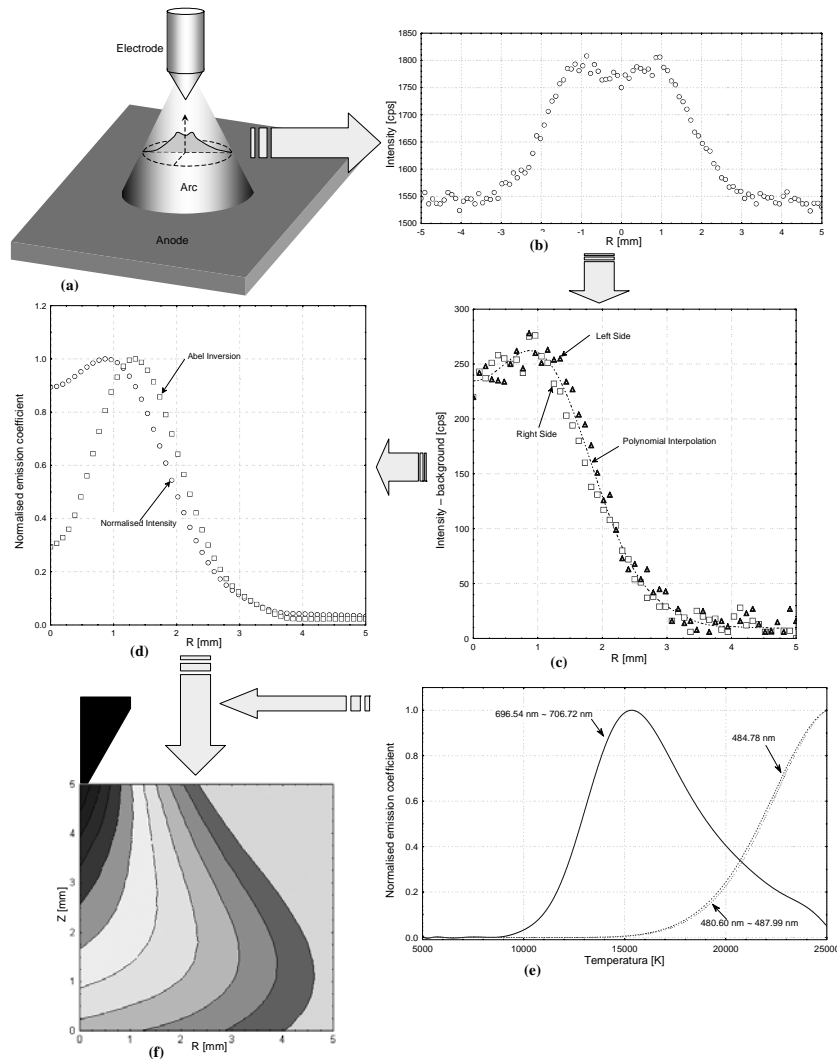 Electrode
Arc
Anode
(a)
Intensity [cps]
1850
1800
1750
1700
1650
1600
1550
1500
-5 -4 -3 -2 -1 0 1 2 3 4 5
R [mm]
(b)
Normalised emission coefficient
1.2
1.0
0.8
0.6
0.4
0.2
0.0
Abel Inversion
Normalised Intensity
0 1 2 3 4 5
R [mm]
(d)
Intensity – background [cps]
300
250
200
150
100
50
0
Left Side
Right Side
Polynomial Interpolation
0 1 2 3 4 5
R [mm]
(c)
Normalised emission coefficient
1.0
0.8
0.6
0.4
0.2
0.0
696.54 nm ~ 706.72 nm
484.78 nm
480.60 nm ~ 487.99 nm
5000 10000 15000 20000 25000
Temperatura [K]
(e)
Z [mm]
5
4
3
2
1
0
0 1 2 3 4 5
R [mm]
(f)